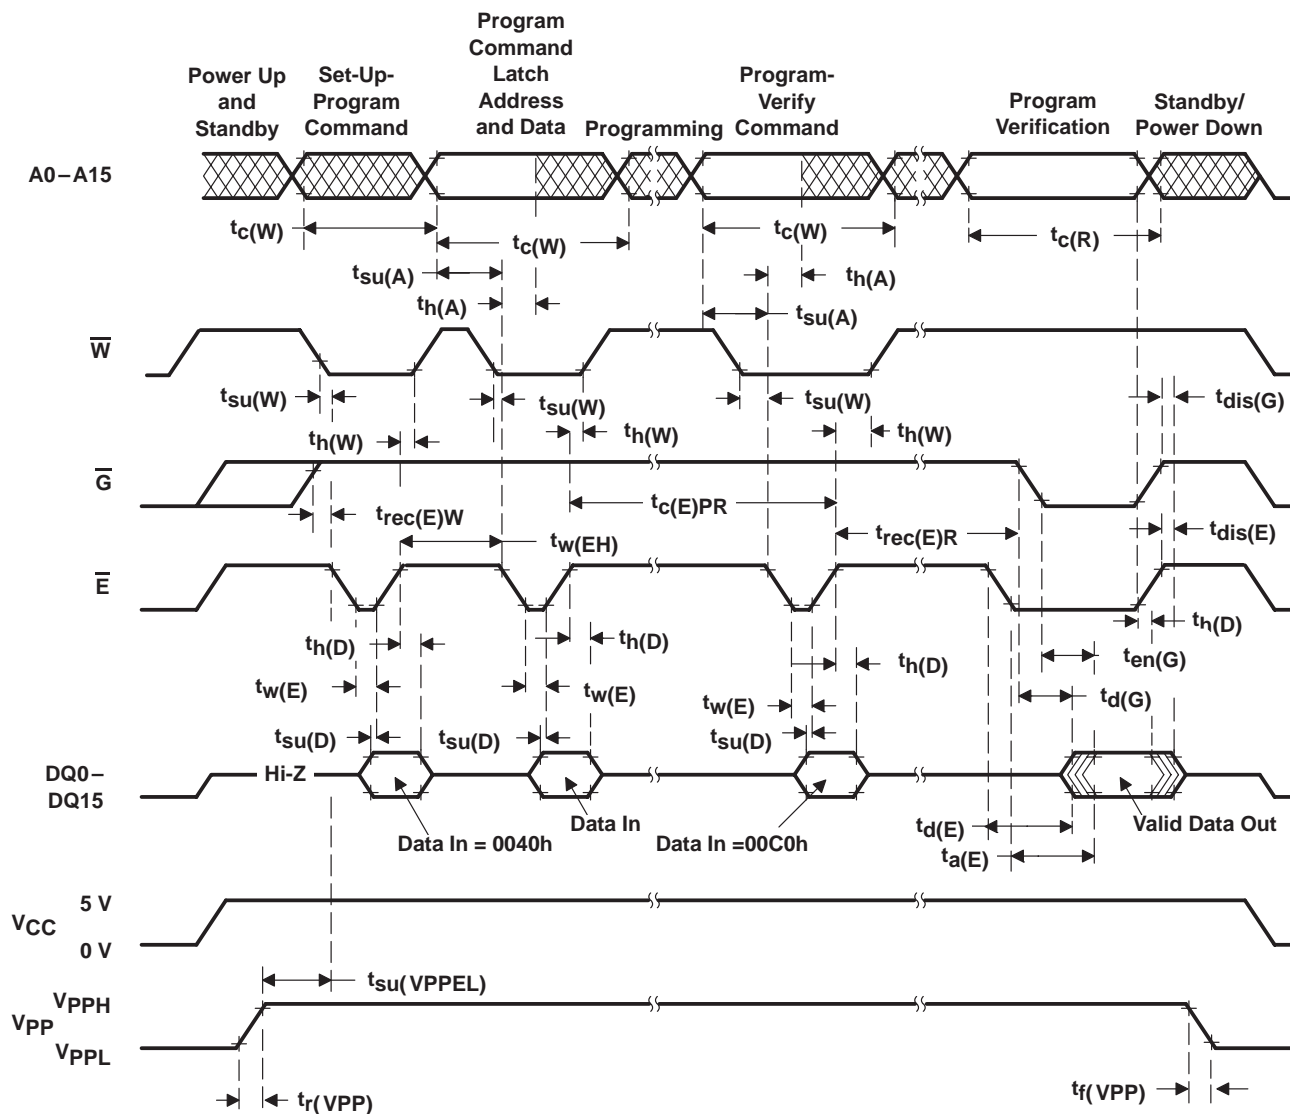 Power Up
and
Standby
Set-Up-
Program
Command
Program
Command
Latch
Address
and Data
Programming
Program-
Verify
Command
Program
Verification
Standby/
Power Down
A0–A15
tc(W)
tc(W)
tc(W)
tc(R)
tsu(A)
th(A)
th(A)
tsu(A)
W
tsu(W)
tsu(W)
tsu(W)
tdis(G)
th(W)
th(W)
th(W)
G
trec(E)W
tc(E)PR
trec(E)R
tdis(E)
tw(EH)
E
th(D)
th(D)
th(D)
th(D)
ten(G)
tw(E)
tw(E)
tw(E)
td(G)
tsu(D)
tsu(D)
tsu(D)
DQ0–
DQ15
Hi-Z
Data In = 0040h
Data In
Data In =00C0h
Valid Data Out
td(E)
ta(E)
VCC
5 V
0 V
tsu(VPPEL)
VPPH
VPP
VPPL
tr(VPP)
tf(VPP)